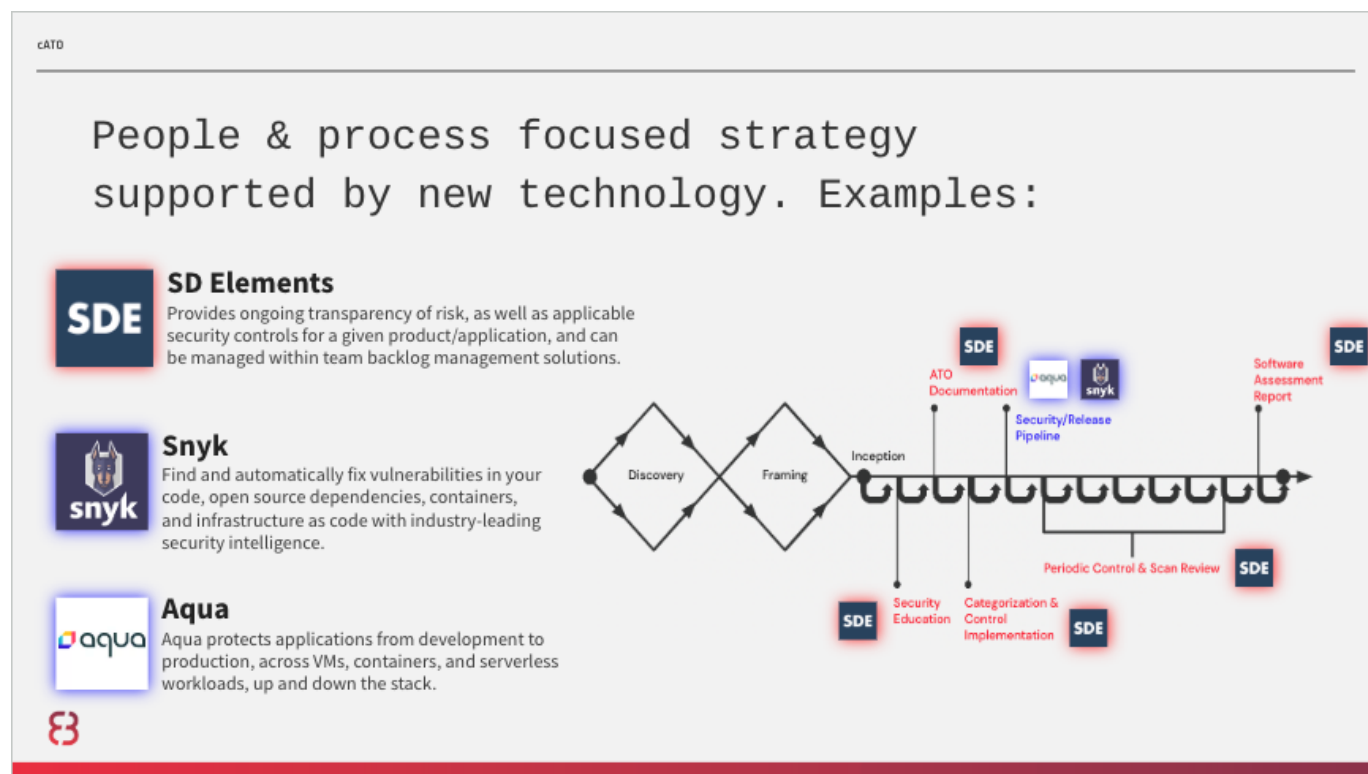 cATO
People & process focused strategy
supported by new technology. Examples:
SDE
SD Elements
Provides ongoing transparency of risk, as well as applicable
security controls for a given product/application, and can
be managed within team backlog management solutions.
snyk
Snyk
Find and automatically fix vulnerabilities in your
code, open source dependencies, containers,
and infrastructure as code with industry-leading
security intelligence.
aqua
Aqua
Aqua protects applications from development to
production, across VMs, containers, and serverless
workloads, up and down the stack.
Discovery
Framing
Inception
SDE
ATO
Documentation
aqua
snyk
Security/Release
Pipeline
SDE
Software
Assessment
Report
SDE
Security
Education
Categorization &
Control
Implementation
SDE
Periodic Control & Scan Review
SDE